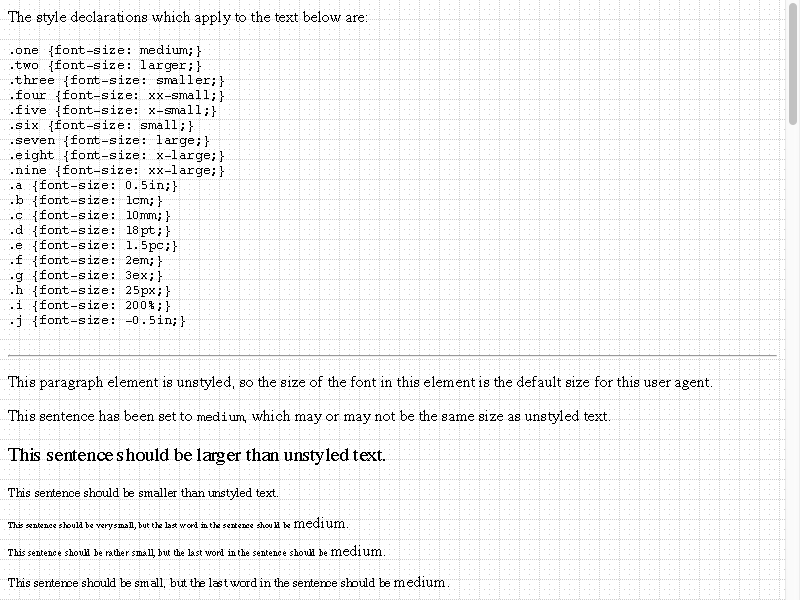 The style declarations which apply to the text below are:
.one {font-size: medium;}
.two {font-size: larger;}
.three {font-size: smaller;}
.four {font-size: xx-small;}
.five {font-size: x-small;}
.six {font-size: small;}
.seven {font-size: large;}
.eight {font-size: x-large;}
.nine {font-size: xx-large;}
.a {font-size: 0.5in;}
.b {font-size: 1cm;}
.c {font-size: 10mm;}
.d {font-size: 18pt;}
.e {font-size: 1.5pc;}
.f {font-size: 2em;}
.g {font-size: 3ex;}
.h {font-size: 25px;}
.i {font-size: 200%;}
.j {font-size: -0.5in;}
This paragraph element is unstyled, so the size of the font in this element is the default size for this user agent.
This sentence has been set to medium, which may or may not be the same size as unstyled text.
This sentence should be larger than unstyled text.
This sentence should be smaller than unstyled text.
This sentence should be very small, but the last word in the sentence should be medium.
This sentence should be rather small, but the last word in the sentence should be medium.
This sentence should be small, but the last word in the sentence should be medium.